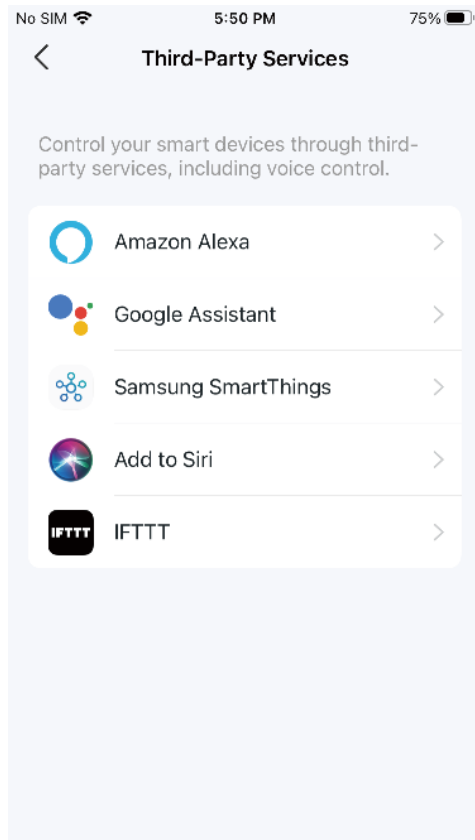 No SIM 5:50 PM 75%
Third-Party Services
Control your smart devices through third-
party services, including voice control.
Amazon Alexa
Google Assistant
Samsung SmartThings
Add to Siri
IFTTT IFTTT